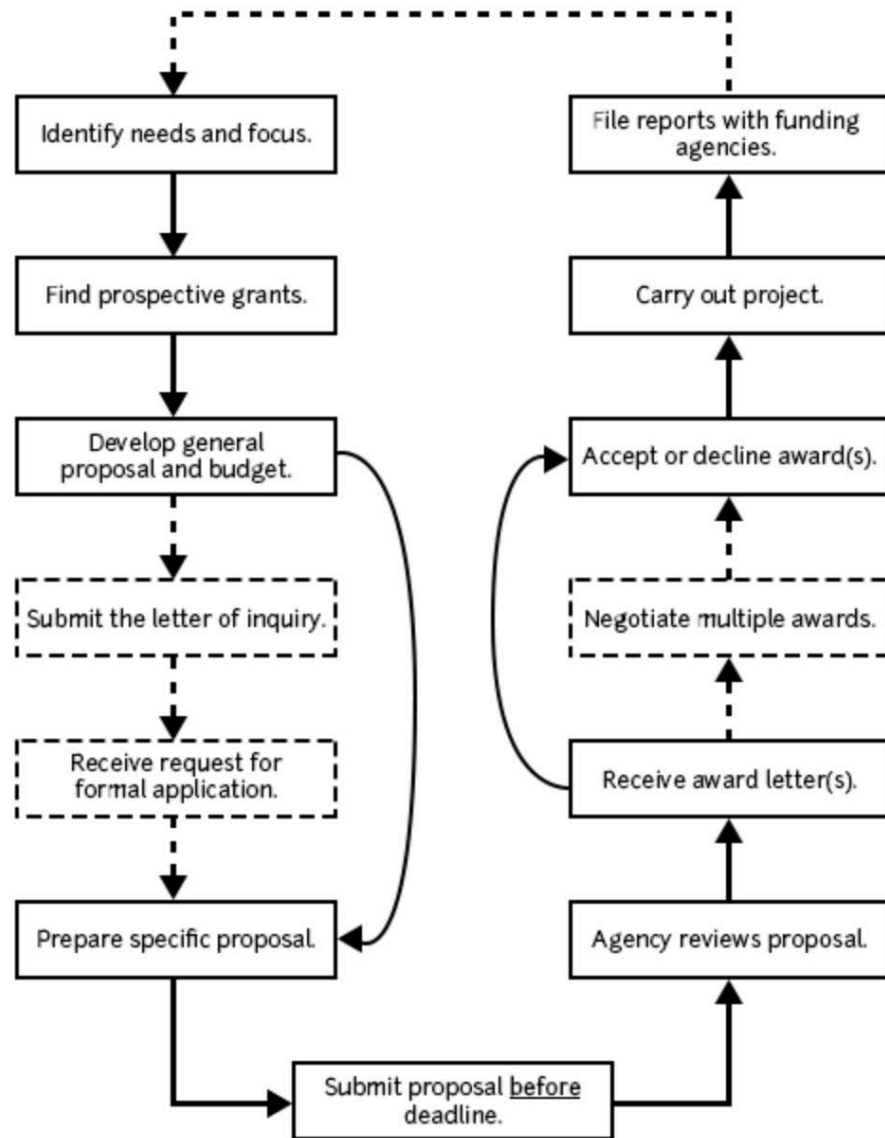 Identify needs and focus.
Find prospective grants.
Develop general
proposal and budget.
Submit the letter of inquiry.
Receive request for
formal application.
Prepare specific proposal.
Submit proposal before
deadline.
Agency reviews proposal.
Receive award letter(s).
Negotiate multiple awards.
Accept or decline award(s).
Carry out project.
File reports with funding
agencies.